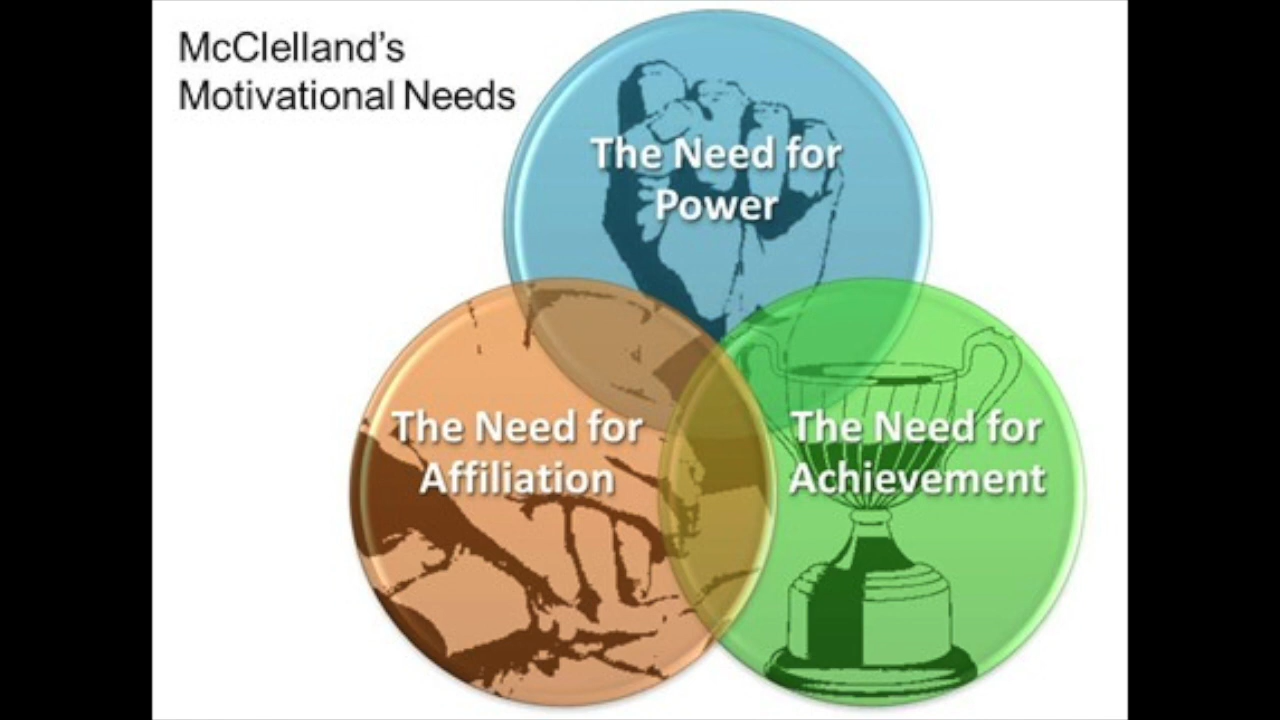 McClelland's
Motivational Needs
The Need for
Power
The Need for
Affiliation
The Need for
Achievement